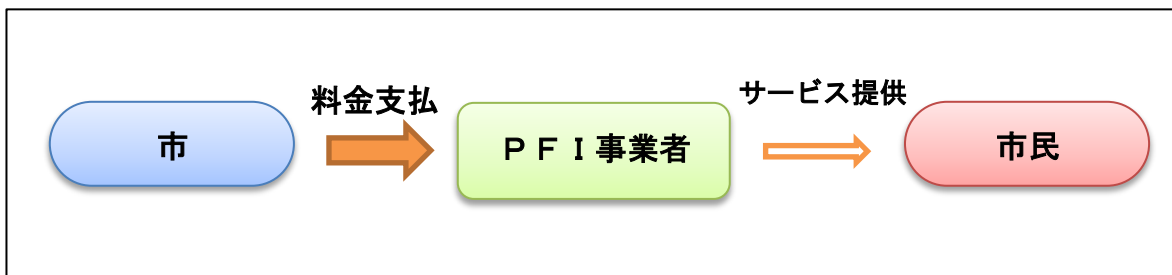 料金支払
サービス提供
市
ＰＦＩ事業者
市民